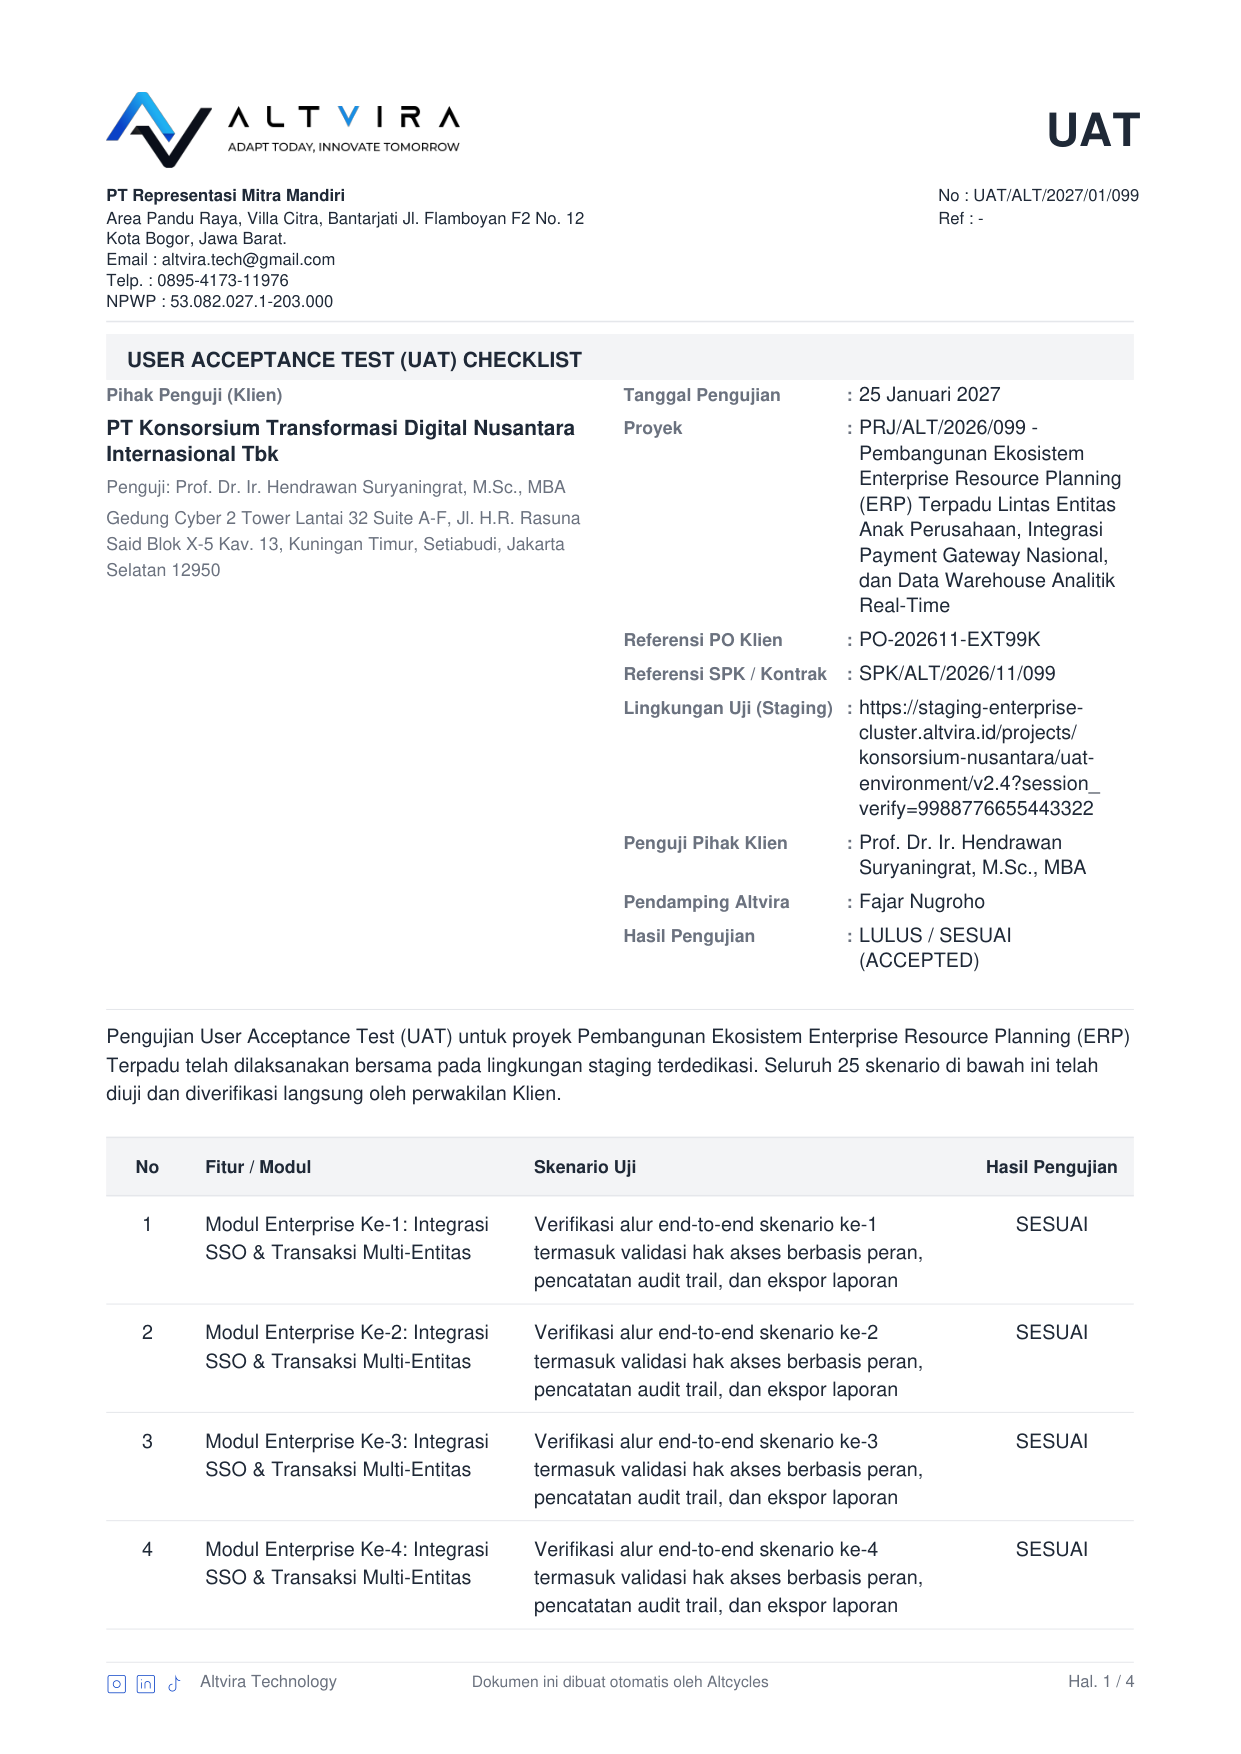 ALTVIRA
ADAPT TODAY, INNOVATE TOMORROW
UAT
PT Representasi Mitra Mandiri
Area Pandu Raya, Villa Citra, Bantarjati Jl. Flamboyan F2 No. 12
Kota Bogor, Jawa Barat.
Email : altvira.tech@gmail.com
Telp. : 0895-4173-11976
NPWP : 53.082.027.1-203.000
No : UAT/ALT/2027/01/099
Ref : -
USER ACCEPTANCE TEST (UAT) CHECKLIST
Pihak Penguji (Klien)
PT Konsorsium Transformasi Digital Nusantara
Internasional Tbk
Penguji: Prof. Dr. Ir. Hendrawan Suryaningrat, M.Sc., MBA
Gedung Cyber 2 Tower Lantai 32 Suite A-F, Jl. H.R. Rasuna
Said Blok X-5 Kav. 13, Kuningan Timur, Setiabudi, Jakarta
Selatan 12950
Tanggal Pengujian : 25 Januari 2027
Proyek : PRJ/ALT/2026/099 -
Pembangunan Ekosistem
Enterprise Resource Planning
(ERP) Terpadu Lintas Entitas
Anak Perusahaan, Integrasi
Payment Gateway Nasional,
dan Data Warehouse Analitik
Real-Time
Referensi PO Klien : PO-202611-EXT99K
Referensi SPK / Kontrak : SPK/ALT/2026/11/099
Lingkungan Uji (Staging) : https://staging-enterprise-
cluster.altvira.id/projects/
konsorsium-nusantara/uat-
environment/v2.4?session_
verify=9988776655443322
Penguji Pihak Klien : Prof. Dr. Ir. Hendrawan
Suryaningrat, M.Sc., MBA
Pendamping Altvira : Fajar Nugroho
Hasil Pengujian : LULUS / SESUAI
(ACCEPTED)
Pengujian User Acceptance Test (UAT) untuk proyek Pembangunan Ekosistem Enterprise Resource Planning (ERP)
Terpadu telah dilaksanakan bersama pada lingkungan staging terdedikasi. Seluruh 25 skenario di bawah ini telah
diuji dan diverifikasi langsung oleh perwakilan Klien.
No Fitur / Modul Skenario Uji Hasil Pengujian
1 Modul Enterprise Ke-1: Integrasi Verifikasi alur end-to-end skenario ke-1 SESUAI
SSO & Transaksi Multi-Entitas termasuk validasi hak akses berbasis peran,
pencatatan audit trail, dan ekspor laporan
2 Modul Enterprise Ke-2: Integrasi Verifikasi alur end-to-end skenario ke-2 SESUAI
SSO & Transaksi Multi-Entitas termasuk validasi hak akses berbasis peran,
pencatatan audit trail, dan ekspor laporan
3 Modul Enterprise Ke-3: Integrasi Verifikasi alur end-to-end skenario ke-3 SESUAI
SSO & Transaksi Multi-Entitas termasuk validasi hak akses berbasis peran,
pencatatan audit trail, dan ekspor laporan
4 Modul Enterprise Ke-4: Integrasi Verifikasi alur end-to-end skenario ke-4 SESUAI
SSO & Transaksi Multi-Entitas termasuk validasi hak akses berbasis peran,
pencatatan audit trail, dan ekspor laporan
Altvira Technology Dokumen ini dibuat otomatis oleh Altcycles Hal. 1 / 4